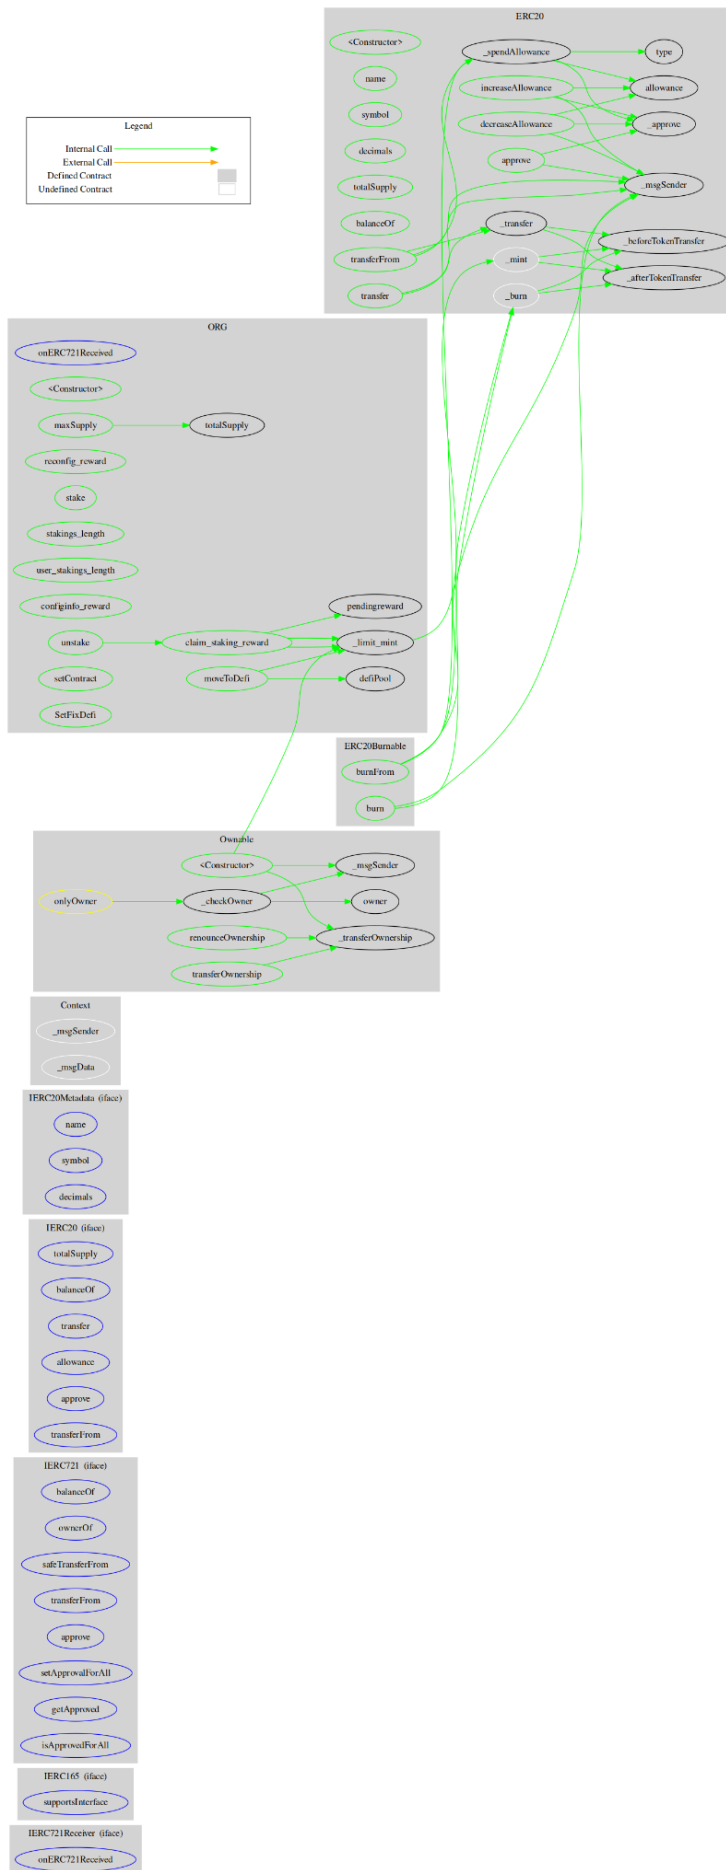 ERC20
<Constructor>
name
symbol
decimals
totalSupply
balanceOf
transferFrom
transfer
_spendAllowance
increaseAllowance
decreaseAllowance
approve
_transfer
_mint
_burn
type
allowance
_approve
_msgSender
_beforeTokenTransfer
_afterTokenTransfer
Legend
Internal Call
External Call
Defined Contract
Undefined Contract
ORG
onERC721Received
<Constructor>
maxSupply
totalSupply
reconfig_reward
stake
stakings_length
user_stakings_length
configinfo_reward
unstake
setContract
SetFixDefi
claim_staking_reward
moveToDefi
pendingreward
_limit_mint
defiPool
ERC20Burnable
burnFrom
burn
Ownable
onlyOwner
<Constructor>
_checkOwner
renounceOwnership
transferOwnership
_msgSender
owner
_transferOwnership
Context
_msgSender
_msgData
IERC20Metadata (iface)
name
symbol
decimals
IERC20 (iface)
totalSupply
balanceOf
transfer
allowance
approve
transferFrom
IERC721 (iface)
balanceOf
ownerOf
safeTransferFrom
transferFrom
approve
setApprovalForAll
getApproved
isApprovedForAll
IERC165 (iface)
supportsInterface
IERC721Receiver (iface)
onERC721Received